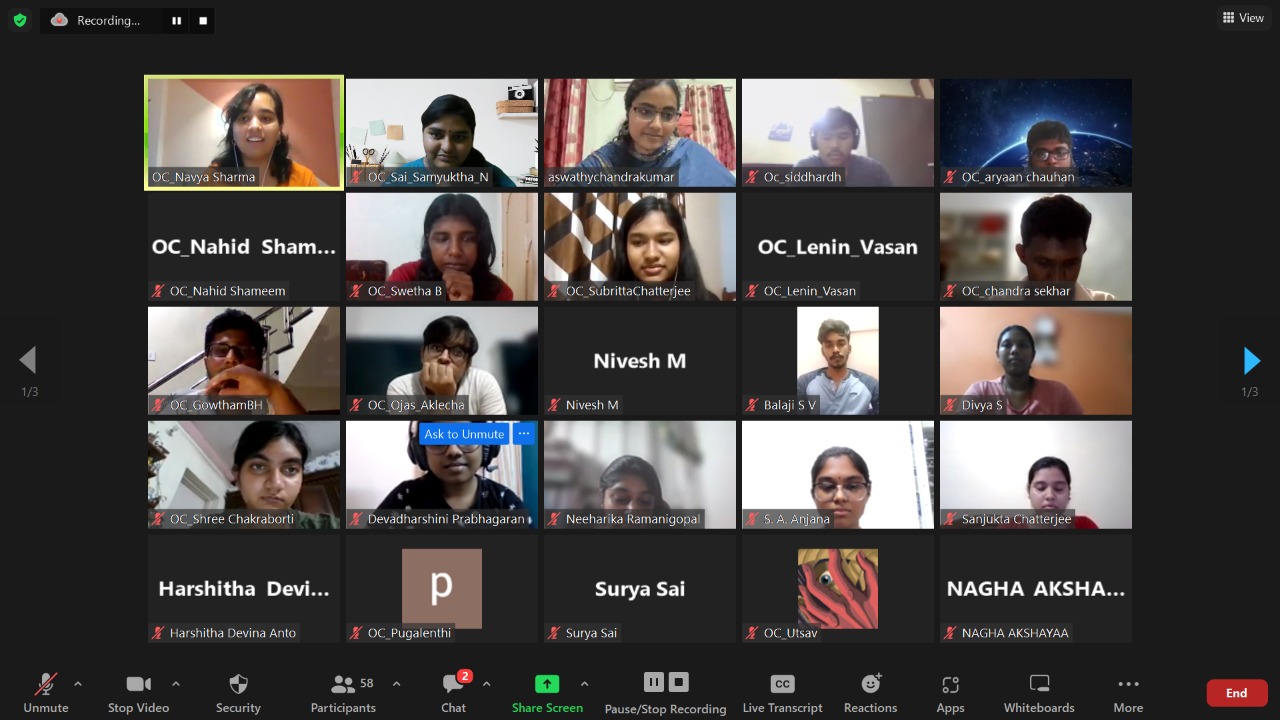 Recording...
View
OC_Navya Sharma
OC_Sai_Samyuktha_N
aswathychandrakumar
Oc_siddhardh
OC_aryaan chauhan
OC_Nahid Sham...
OC_Lenin_Vasan
OC_Nahid Shameem
OC_Swetha B
OC_SubrittaChatterjee
OC_Lenin_Vasan
OC_chandra sekhar
Nivesh M
OC_GowthamBH
OC_Ojas_Aklecha
Nivesh M
Balaji S V
Divya S
1/3
1/3
Ask to Unmute ...
OC_Shree Chakraborti
Devadharshini Prabhagaran
Neeharika Ramanigopal
S. A. Anjana
Sanjukta Chatterjee
Harshitha Devi...
p
Surya Sai
NAGHA AKSHA...
Harshitha Devina Anto
OC_Pugalenthi
Surya Sai
OC_Utsav
NAGHA AKSHAYAA
58
2
CC
Unmute
Stop Video
Security
Participants
Chat
Share Screen
Pause/Stop Recording
Live Transcript
Reactions
Apps
Whiteboards
More
End